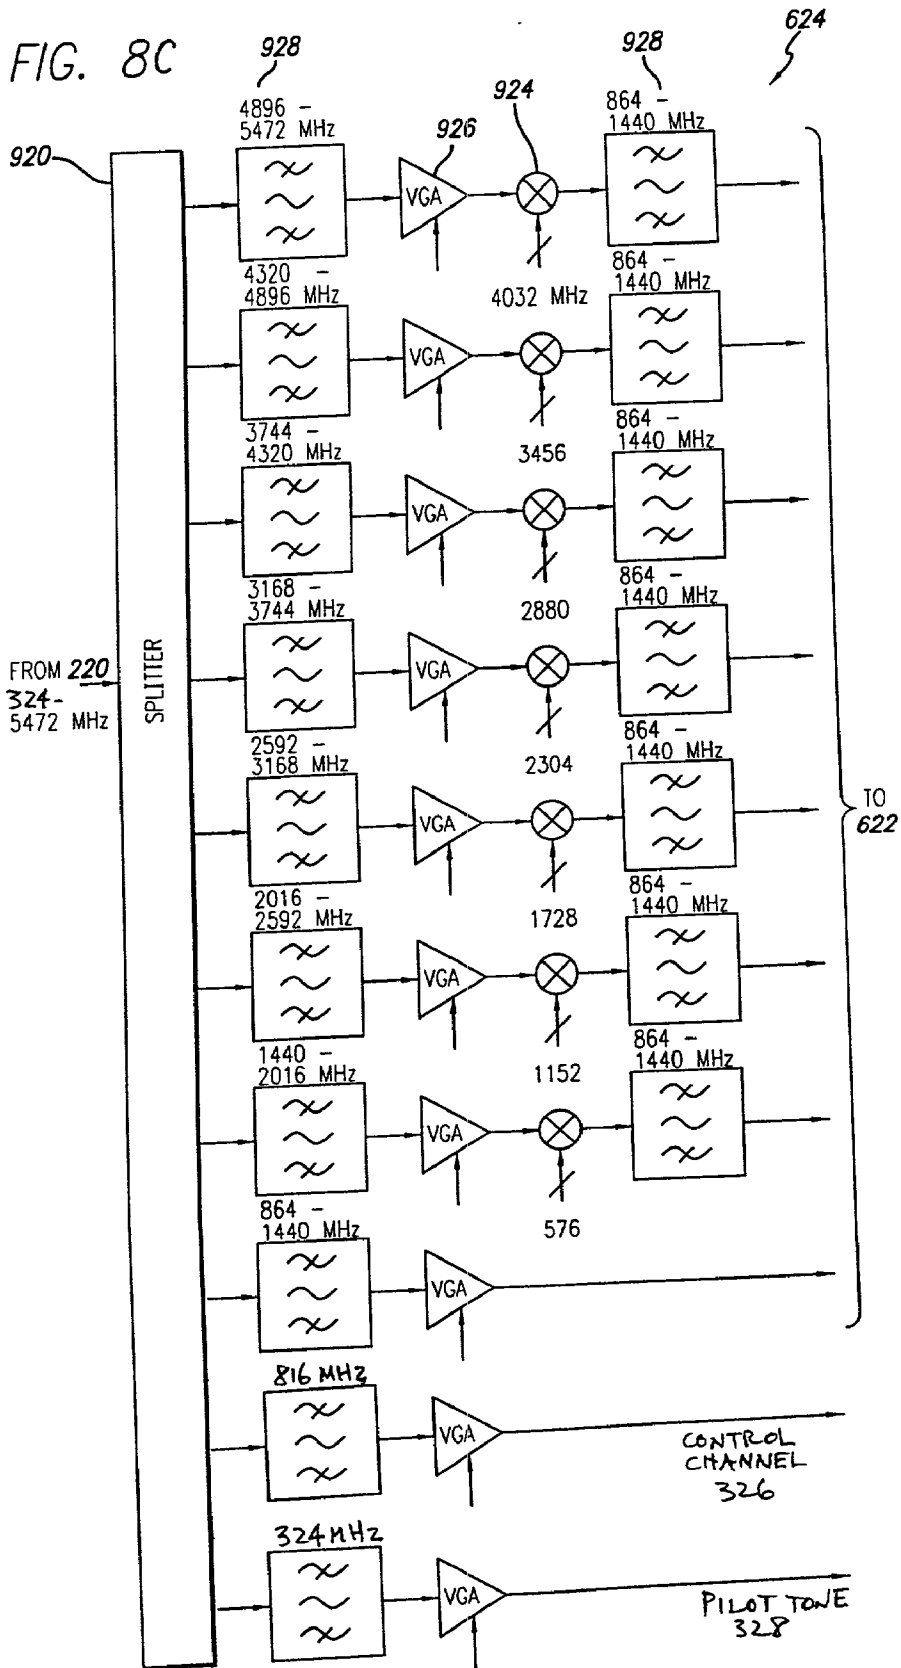 FIG. 8C
928
928
624
924
926
920
4896 -
5472 MHz
VGA
864 -
1440 MHz
4032 MHz
4320 -
4896 MHz
VGA
864 -
1440 MHz
3456
3744 -
4320 MHz
VGA
864 -
1440 MHz
2880
3168 -
3744 MHz
VGA
864 -
1440 MHz
2304
FROM 220
324-
5472 MHz
SPLITTER
2592 -
3168 MHz
VGA
864 -
1440 MHz
1728
TO
622
2016 -
2592 MHz
VGA
864 -
1440 MHz
1152
1440 -
2016 MHz
VGA
864 -
1440 MHz
576
864 -
1440 MHz
VGA
816 MHz
VGA
CONTROL
CHANNEL
326
324 MHz
VGA
PILOT TONE
328